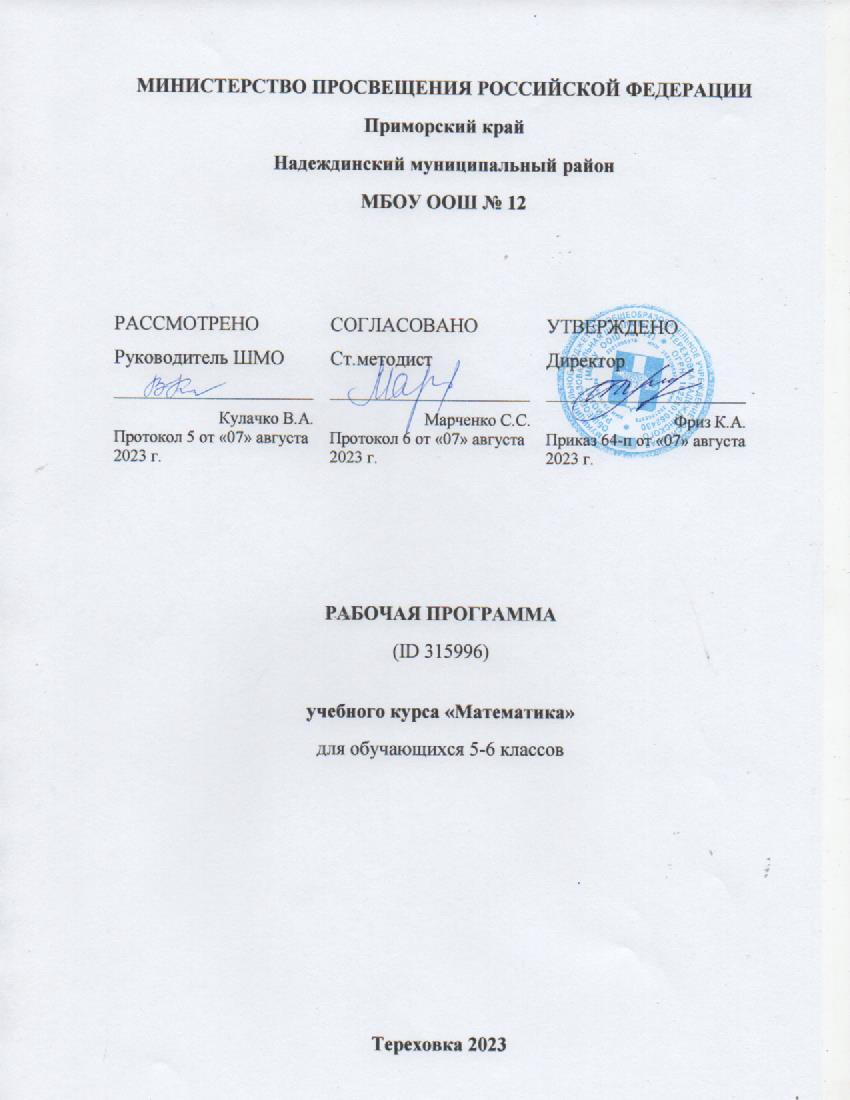 МИНИСТЕРСТВО ПРОСВЕЩЕНИЯ РОССИЙСКОЙ ФЕДЕРАЦИИ
Приморский край
Надеждинский муниципальный район
МБОУ ООШ № 12
РАССМОТРЕНО
Руководитель ШМО
Кулачко В.А.
Протокол 5 от «07» августа
2023 г.
СОГЛАСОВАНО
Ст.методист
Марченко С.С.
Протокол 6 от «07» августа
2023 г.
УТВЕРЖДЕНО
Директор
Фриз К.А.
Приказ 64-п от «07» августа
2023 г.
РАБОЧАЯ ПРОГРАММА
(ID 315996)
учебного курса «Математика»
для обучающихся 5-6 классов
Тереховка 2023